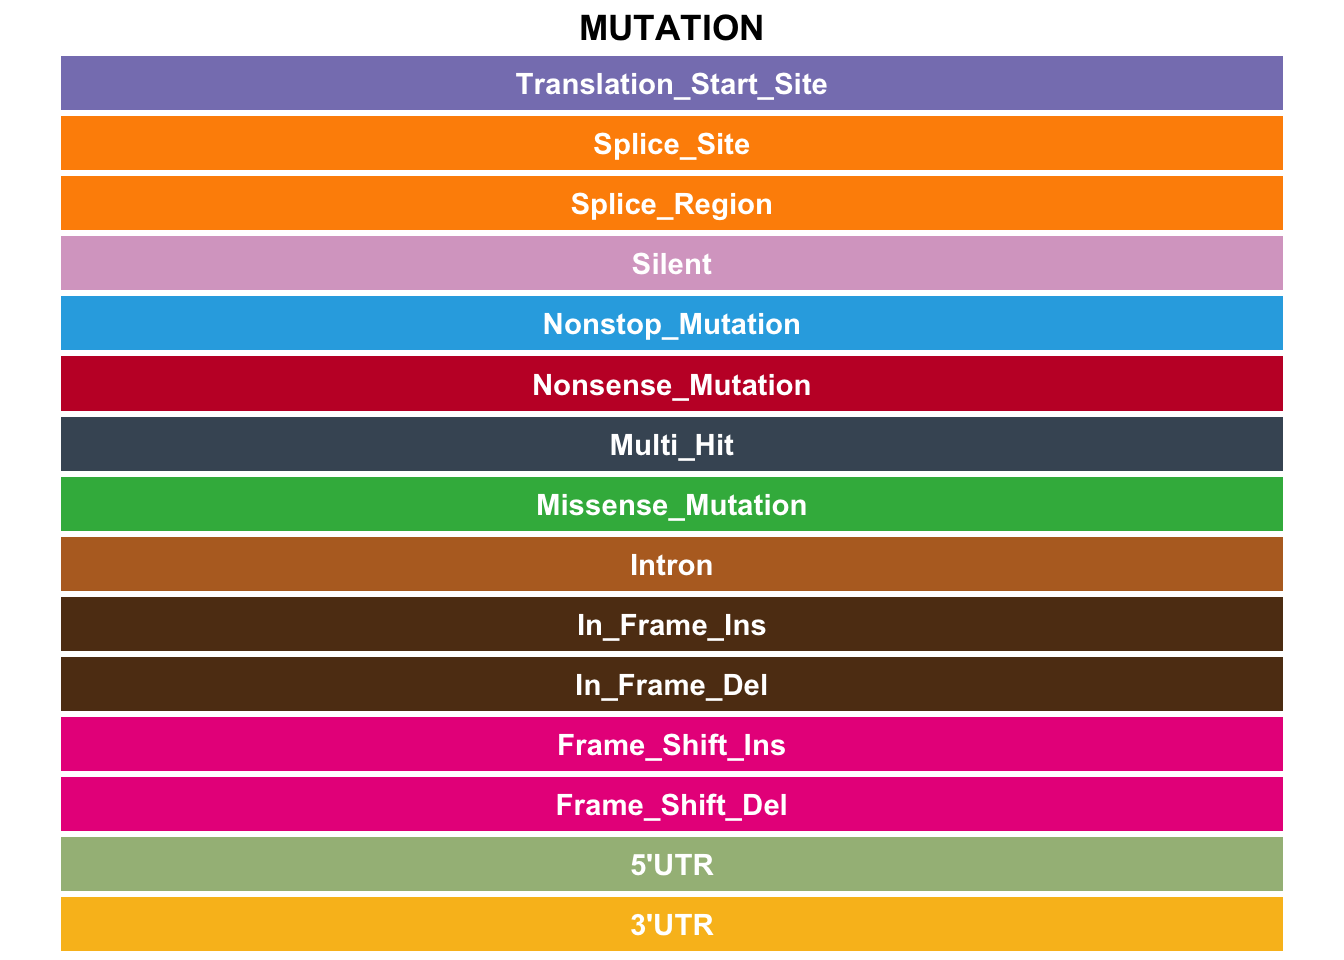 MUTATION
Translation_Start_Site
Splice_Site
Splice_Region
Silent
Nonstop_Mutation
Nonsense_Mutation
Multi_Hit
Missense_Mutation
Intron
In_Frame_Ins
In_Frame_Del
Frame_Shift_Ins
Frame_Shift_Del
5'UTR
3'UTR